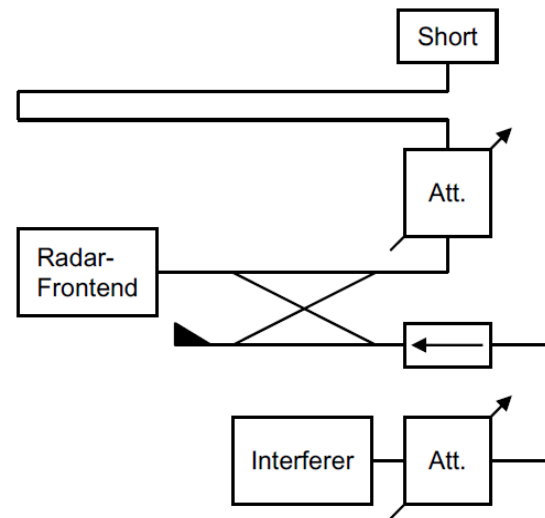 Short
Att.
Radar-
Frontend
Interferer
Att.